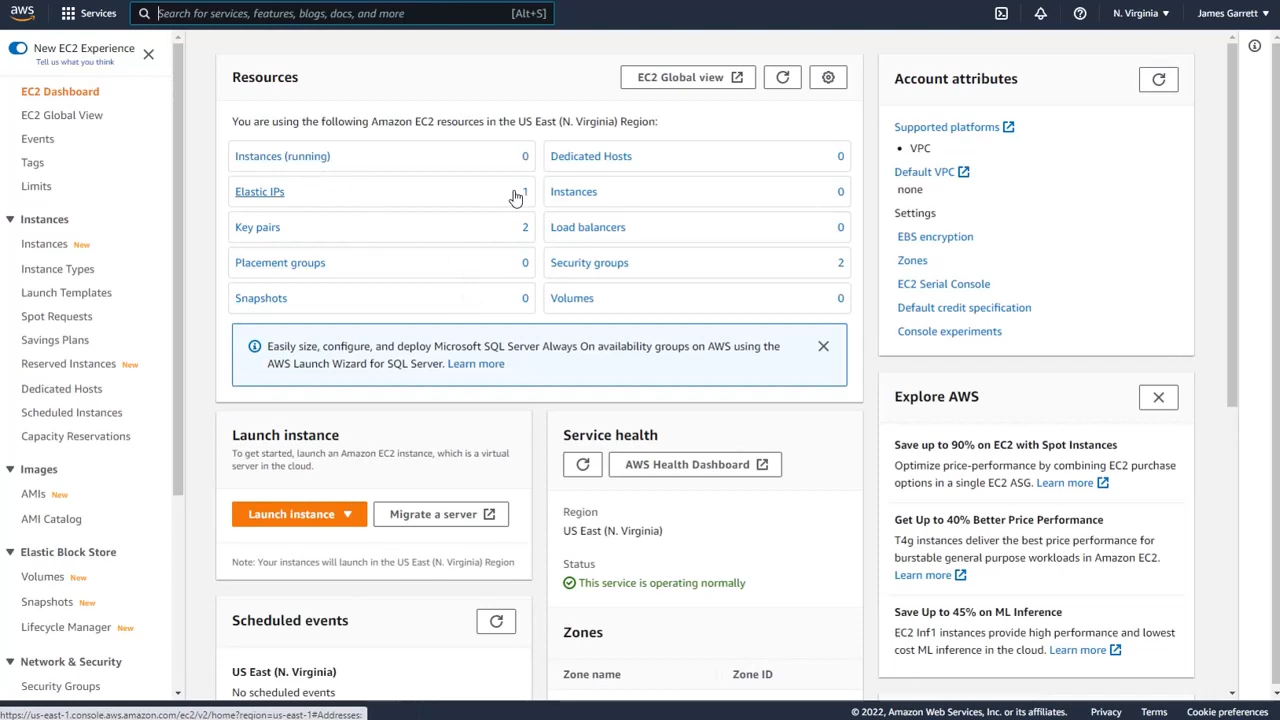 aws
Services
Search for services, features, blogs, docs, and more
[Alt+S]
N. Virginia
James Garrett
New EC2 Experience
Tell us what you think
EC2 Dashboard
EC2 Global View
Events
Tags
Limits
Instances
Instances New
Instance Types
Launch Templates
Spot Requests
Savings Plans
Reserved Instances New
Dedicated Hosts
Scheduled Instances
Capacity Reservations
Images
AMIs New
AMI Catalog
Elastic Block Store
Volumes New
Snapshots New
Lifecycle Manager New
Network & Security
Security Groups
Resources
EC2 Global view
You are using the following Amazon EC2 resources in the US East (N. Virginia) Region:
Instances (running) 0
Dedicated Hosts 0
Elastic IPs 1
Instances 0
Key pairs 2
Load balancers 0
Placement groups 0
Security groups 2
Snapshots 0
Volumes 0
Easily size, configure, and deploy Microsoft SQL Server Always On availability groups on AWS using the
AWS Launch Wizard for SQL Server. Learn more
Launch instance
To get started, launch an Amazon EC2 instance, which is a virtual
server in the cloud.
Launch instance
Migrate a server
Note: Your instances will launch in the US East (N. Virginia) Region
Scheduled events
US East (N. Virginia)
No scheduled events
Service health
AWS Health Dashboard
Region
US East (N. Virginia)
Status
This service is operating normally
Zones
Zone name
Zone ID
Account attributes
Supported platforms
• VPC
Default VPC
none
Settings
EBS encryption
Zones
EC2 Serial Console
Default credit specification
Console experiments
Explore AWS
Save up to 90% on EC2 with Spot Instances
Optimize price-performance by combining EC2 purchase
options in a single EC2 ASG. Learn more
Get Up to 40% Better Price Performance
T4g instances deliver the best price performance for
burstable general purpose workloads in Amazon EC2.
Learn more
Save Up to 45% on ML Inference
EC2 Inf1 instances provide high performance and lowest
cost ML inference in the cloud. Learn more
https://us-east-1.console.aws.amazon.com/ec2/v2/home?region=us-east-1#Addresses:
© 2022, Amazon Web Services, Inc. or its affiliates.
Privacy
Terms
Cookie preferences